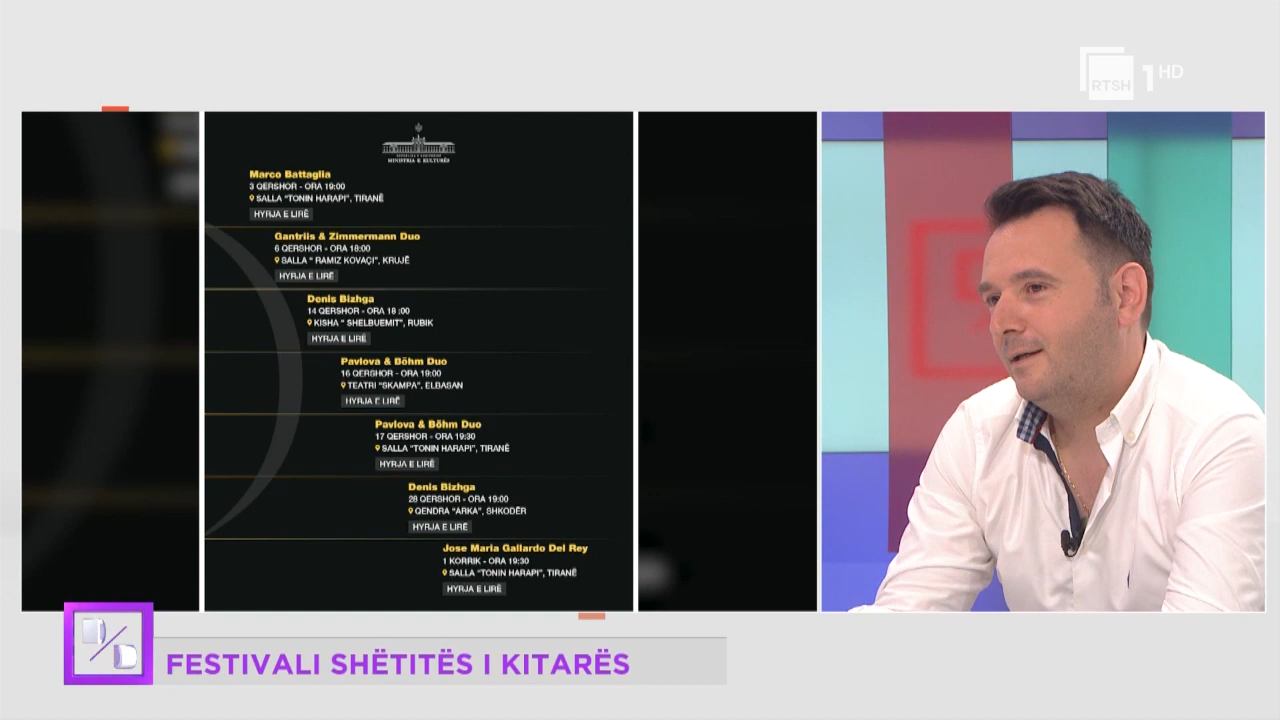 RTSH 1 HD
REPUBLIKA E SHQIPËRISË
MINISTRIA E KULTURËS
Marco Battaglia
3 QERSHOR - ORA 19:00
SALLA "TONIN HARAPI", TIRANË
HYRJA E LIRË
Gantriis & Zimmermann Duo
6 QERSHOR - ORA 18:00
SALLA " RAMIZ KOVAÇI", KRUJË
HYRJA E LIRË
Denis Bizhga
14 QERSHOR - ORA 18 :00
KISHA " SHELBUEMIT", RUBIK
HYRJA E LIRË
Pavlova & Böhm Duo
16 QERSHOR - ORA 19:00
TEATRI "SKAMPA", ELBASAN
HYRJA E LIRË
Pavlova & Böhm Duo
17 QERSHOR - ORA 19:30
SALLA "TONIN HARAPI", TIRANË
HYRJA E LIRË
Denis Bizhga
28 QERSHOR - ORA 19:00
QENDRA "ARKA", SHKODËR
HYRJA E LIRË
Jose Maria Gallardo Del Rey
1 KORRIK - ORA 19:30
SALLA "TONIN HARAPI", TIRANË
HYRJA E LIRË
FESTIVALI SHËTITËS I KITARËS